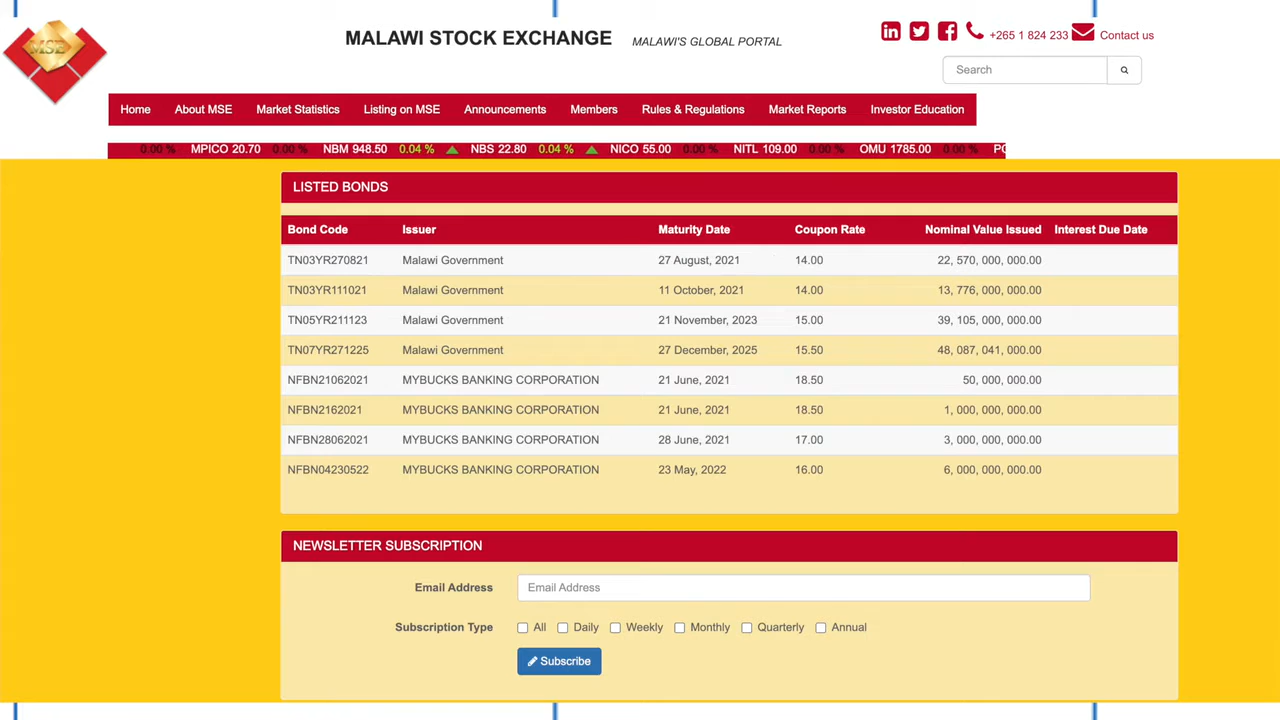 MSE
MALAWI STOCK EXCHANGE MALAWI'S GLOBAL PORTAL
+265 1 824 233 Contact us
Search
Home About MSE Market Statistics Listing on MSE Announcements Members Rules & Regulations Market Reports Investor Education
0.00 % MPICO 20.70 0.00 % NBM 948.50 0.04 % NBS 22.80 0.04 % NICO 55.00 0.00 % NITL 109.00 0.00 % OMU 1785.00 0.00 %
LISTED BONDS
Bond Code Issuer Maturity Date Coupon Rate Nominal Value Issued Interest Due Date
TN03YR270821 Malawi Government 27 August, 2021 14.00 22, 570, 000, 000.00
TN03YR111021 Malawi Government 11 October, 2021 14.00 13, 776, 000, 000.00
TN05YR211123 Malawi Government 21 November, 2023 15.00 39, 105, 000, 000.00
TN07YR271225 Malawi Government 27 December, 2025 15.50 48, 087, 041, 000.00
NFBN21062021 MYBUCKS BANKING CORPORATION 21 June, 2021 18.50 50, 000, 000.00
NFBN2162021 MYBUCKS BANKING CORPORATION 21 June, 2021 18.50 1, 000, 000, 000.00
NFBN28062021 MYBUCKS BANKING CORPORATION 28 June, 2021 17.00 3, 000, 000, 000.00
NFBN04230522 MYBUCKS BANKING CORPORATION 23 May, 2022 16.00 6, 000, 000, 000.00
NEWSLETTER SUBSCRIPTION
Email Address Email Address
Subscription Type All Daily Weekly Monthly Quarterly Annual
Subscribe